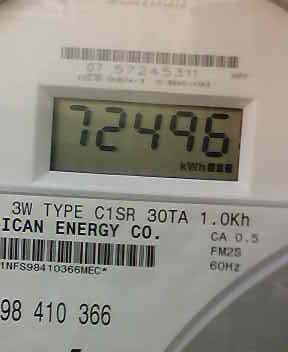 07 57245311
72496
kWh
3W TYPE C1SR 30TA 1.0Kh
ICAN ENERGY CO. CA 0.5
FM2S
1NFS98410366MEC* 60Hz
98 410 366